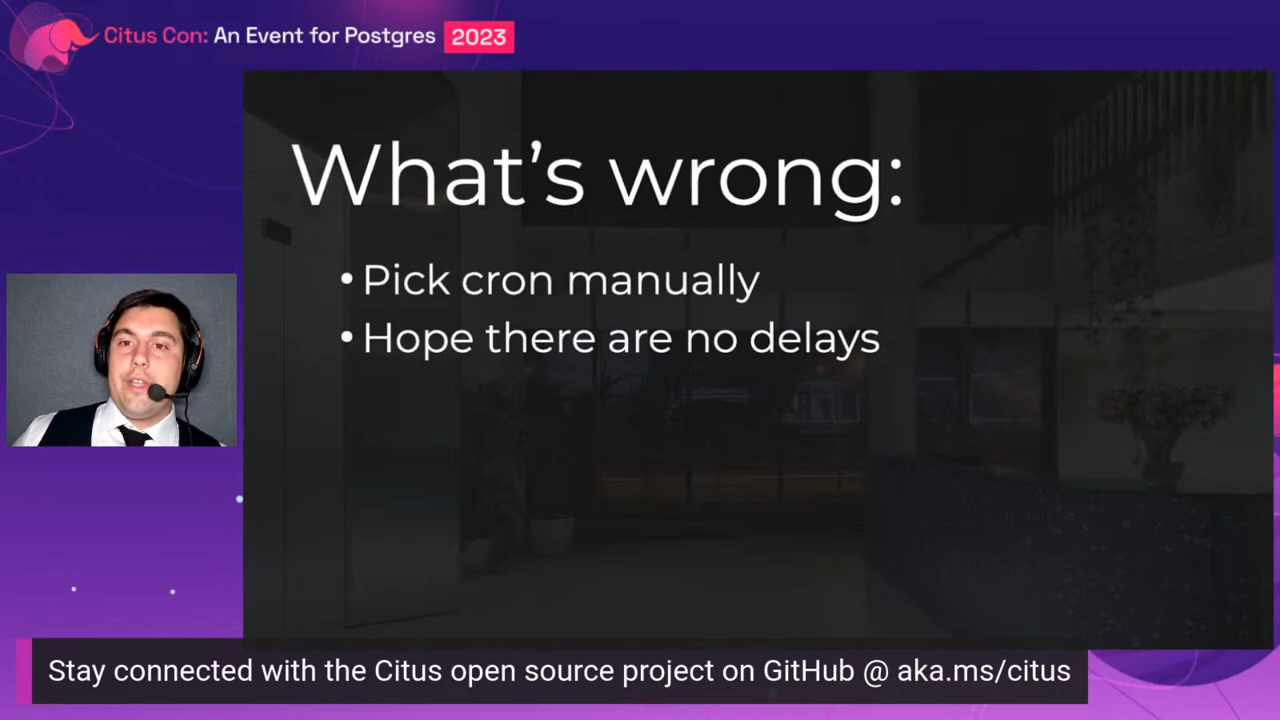 Citus Con: An Event for Postgres 2023
What's wrong:
• Pick cron manually
• Hope there are no delays
Stay connected with the Citus open source project on GitHub @ aka.ms/citus